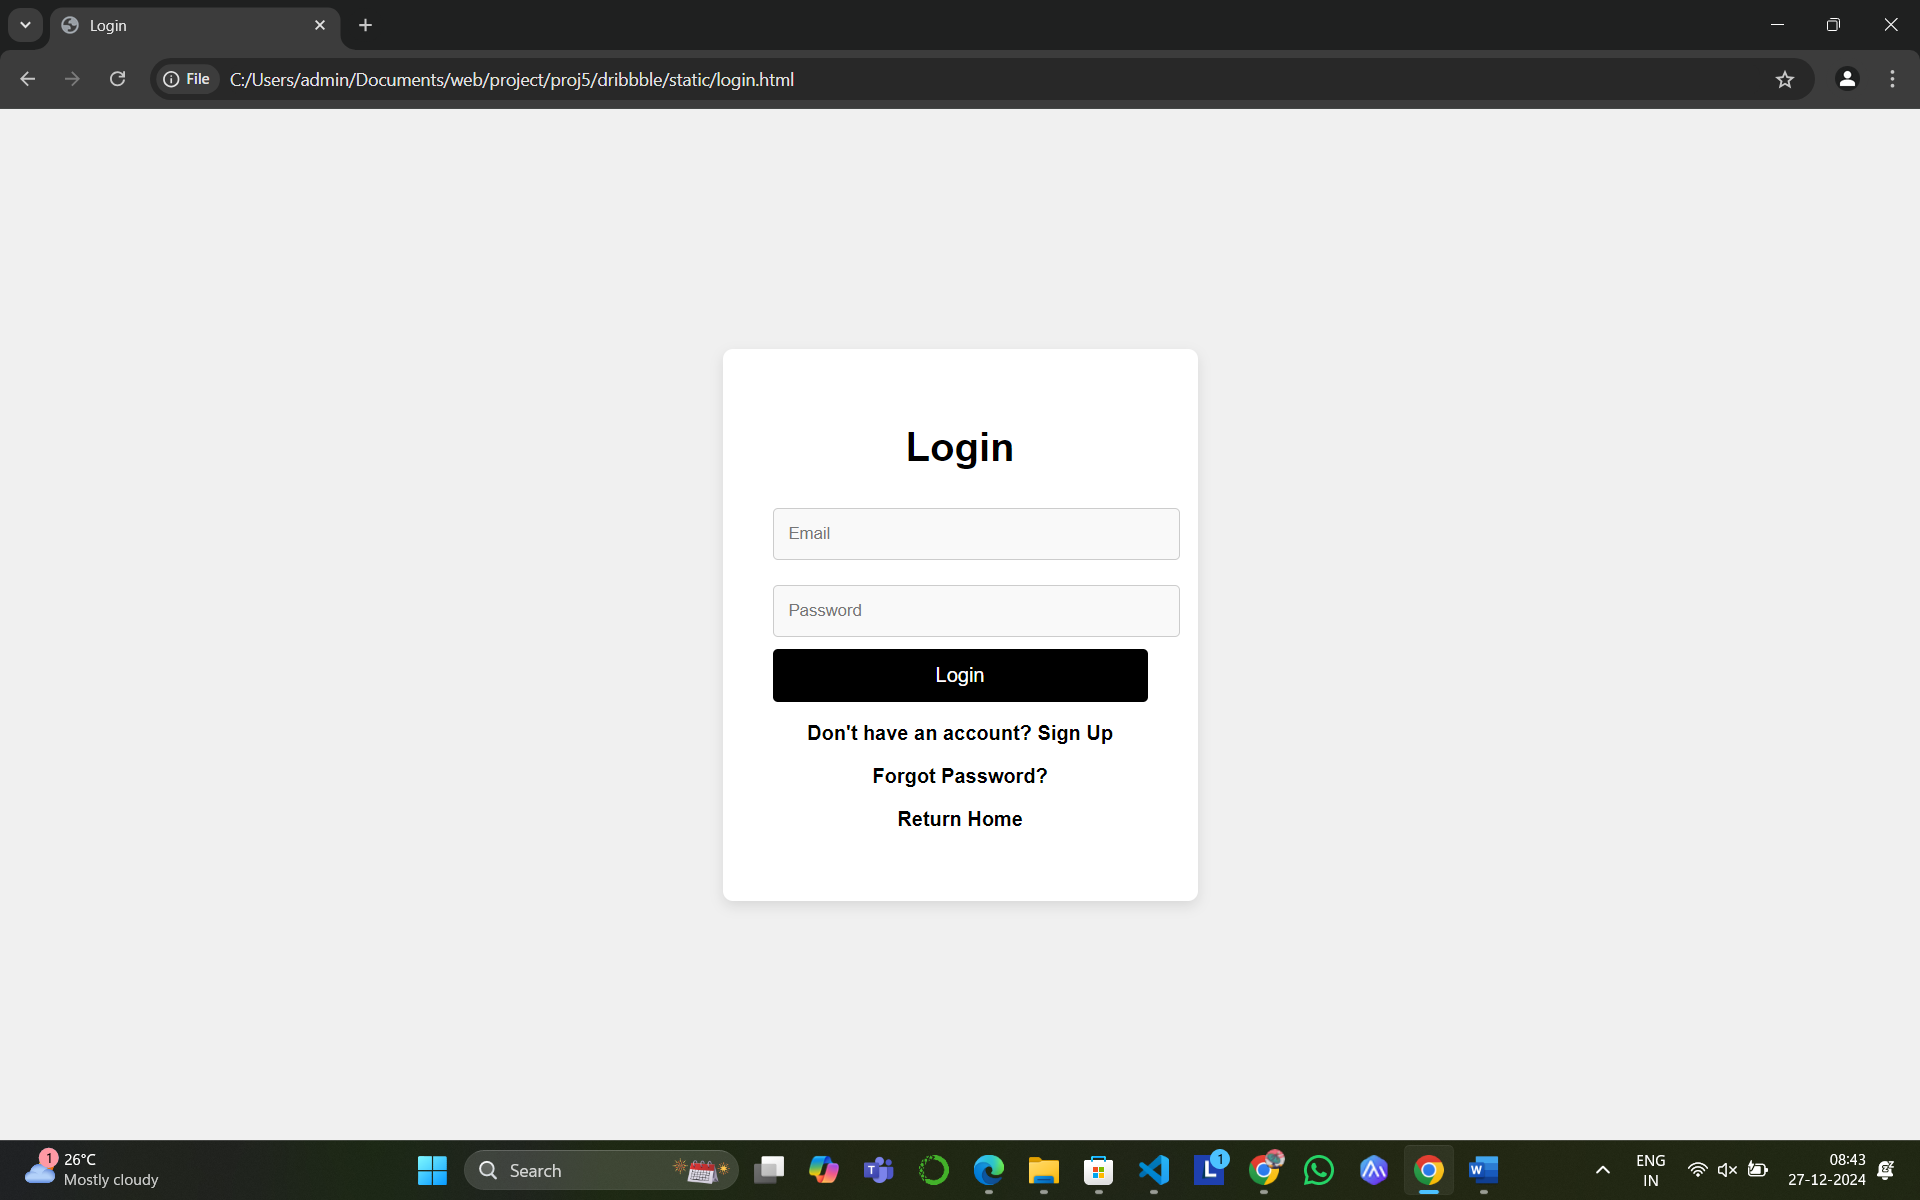 Login
File
C:/Users/admin/Documents/web/project/proj5/dribbble/static/login.html
Login
Email
Password
Login
Don't have an account? Sign Up
Forgot Password?
Return Home
1
26°C
Mostly cloudy
Search
T
L
1
W
ENG
IN
08:43
27-12-2024